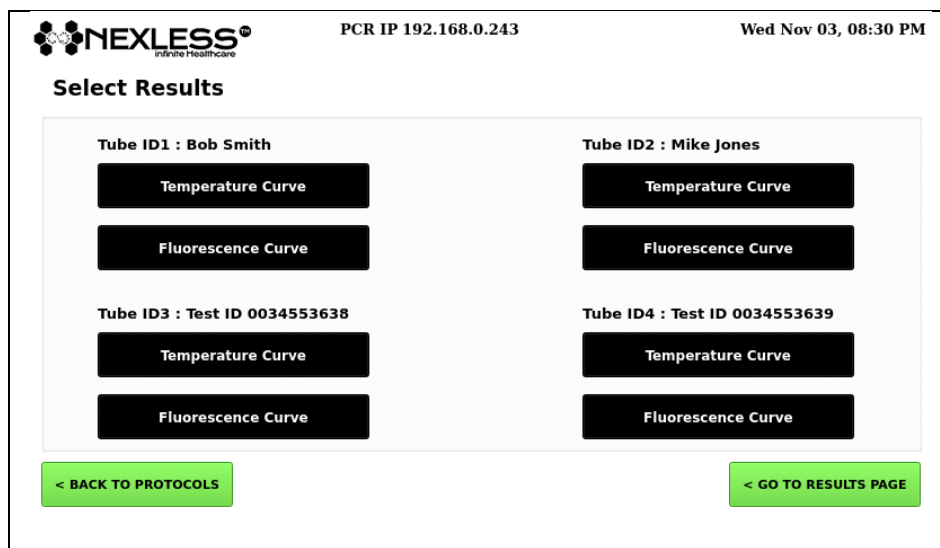 NEXLESS™
infinite Healthcare
PCR IP 192.168.0.243
Wed Nov 03, 08:30 PM
Select Results
Tube ID1 : Bob Smith
Temperature Curve
Fluorescence Curve
Tube ID2 : Mike Jones
Temperature Curve
Fluorescence Curve
Tube ID3 : Test ID 0034553638
Temperature Curve
Fluorescence Curve
Tube ID4 : Test ID 0034553639
Temperature Curve
Fluorescence Curve
< BACK TO PROTOCOLS
< GO TO RESULTS PAGE